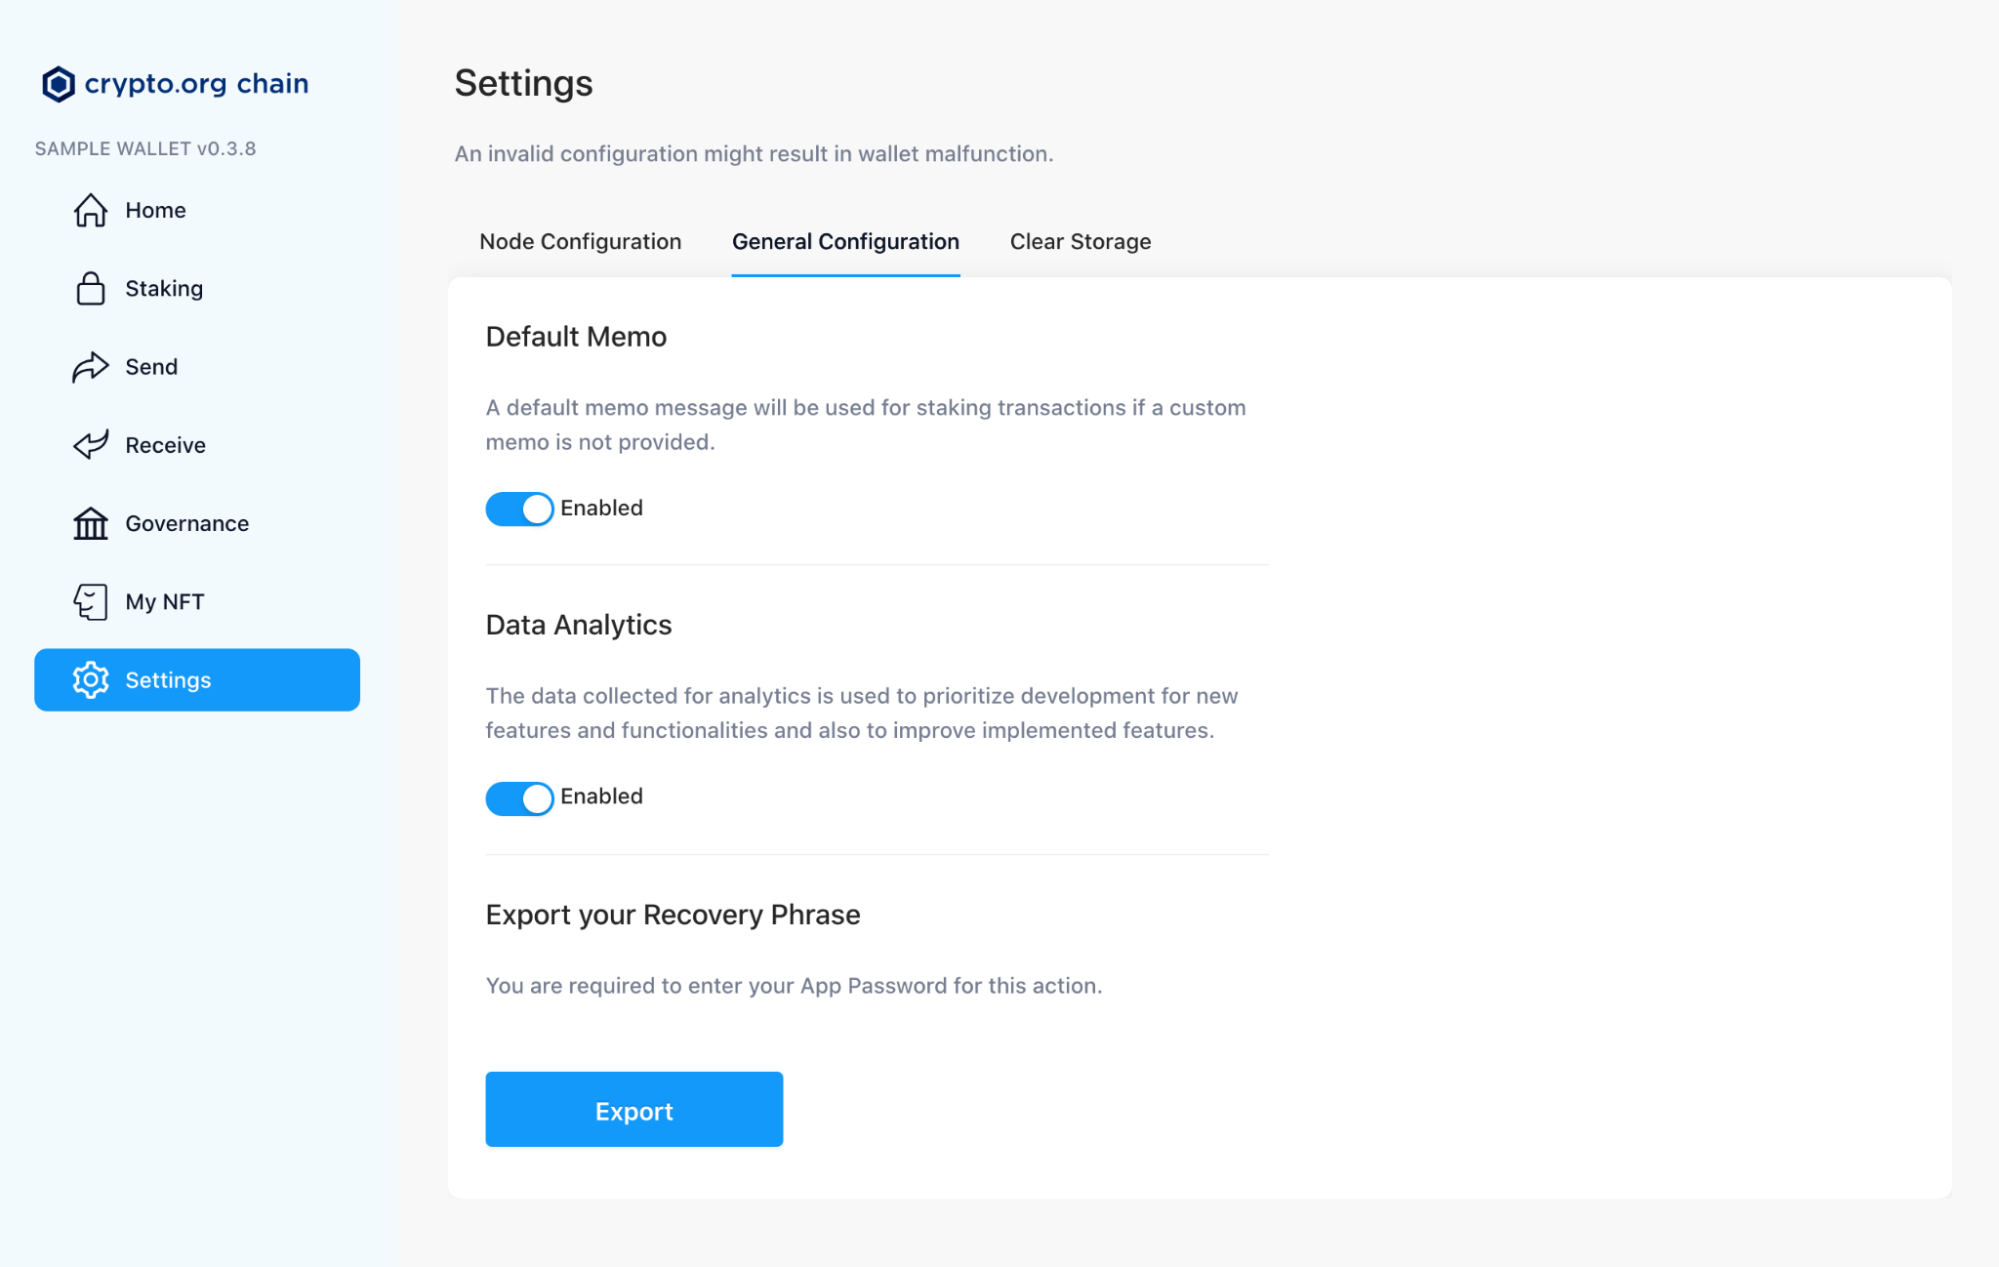 crypto.org chain
SAMPLE WALLET v0.3.8
Home
Staking
Send
Receive
Governance
My NFT
Settings
Settings
An invalid configuration might result in wallet malfunction.
Node Configuration General Configuration Clear Storage
Default Memo
A default memo message will be used for staking transactions if a custom
memo is not provided.
Enabled
Data Analytics
The data collected for analytics is used to prioritize development for new
features and functionalities and also to improve implemented features.
Enabled
Export your Recovery Phrase
You are required to enter your App Password for this action.
Export